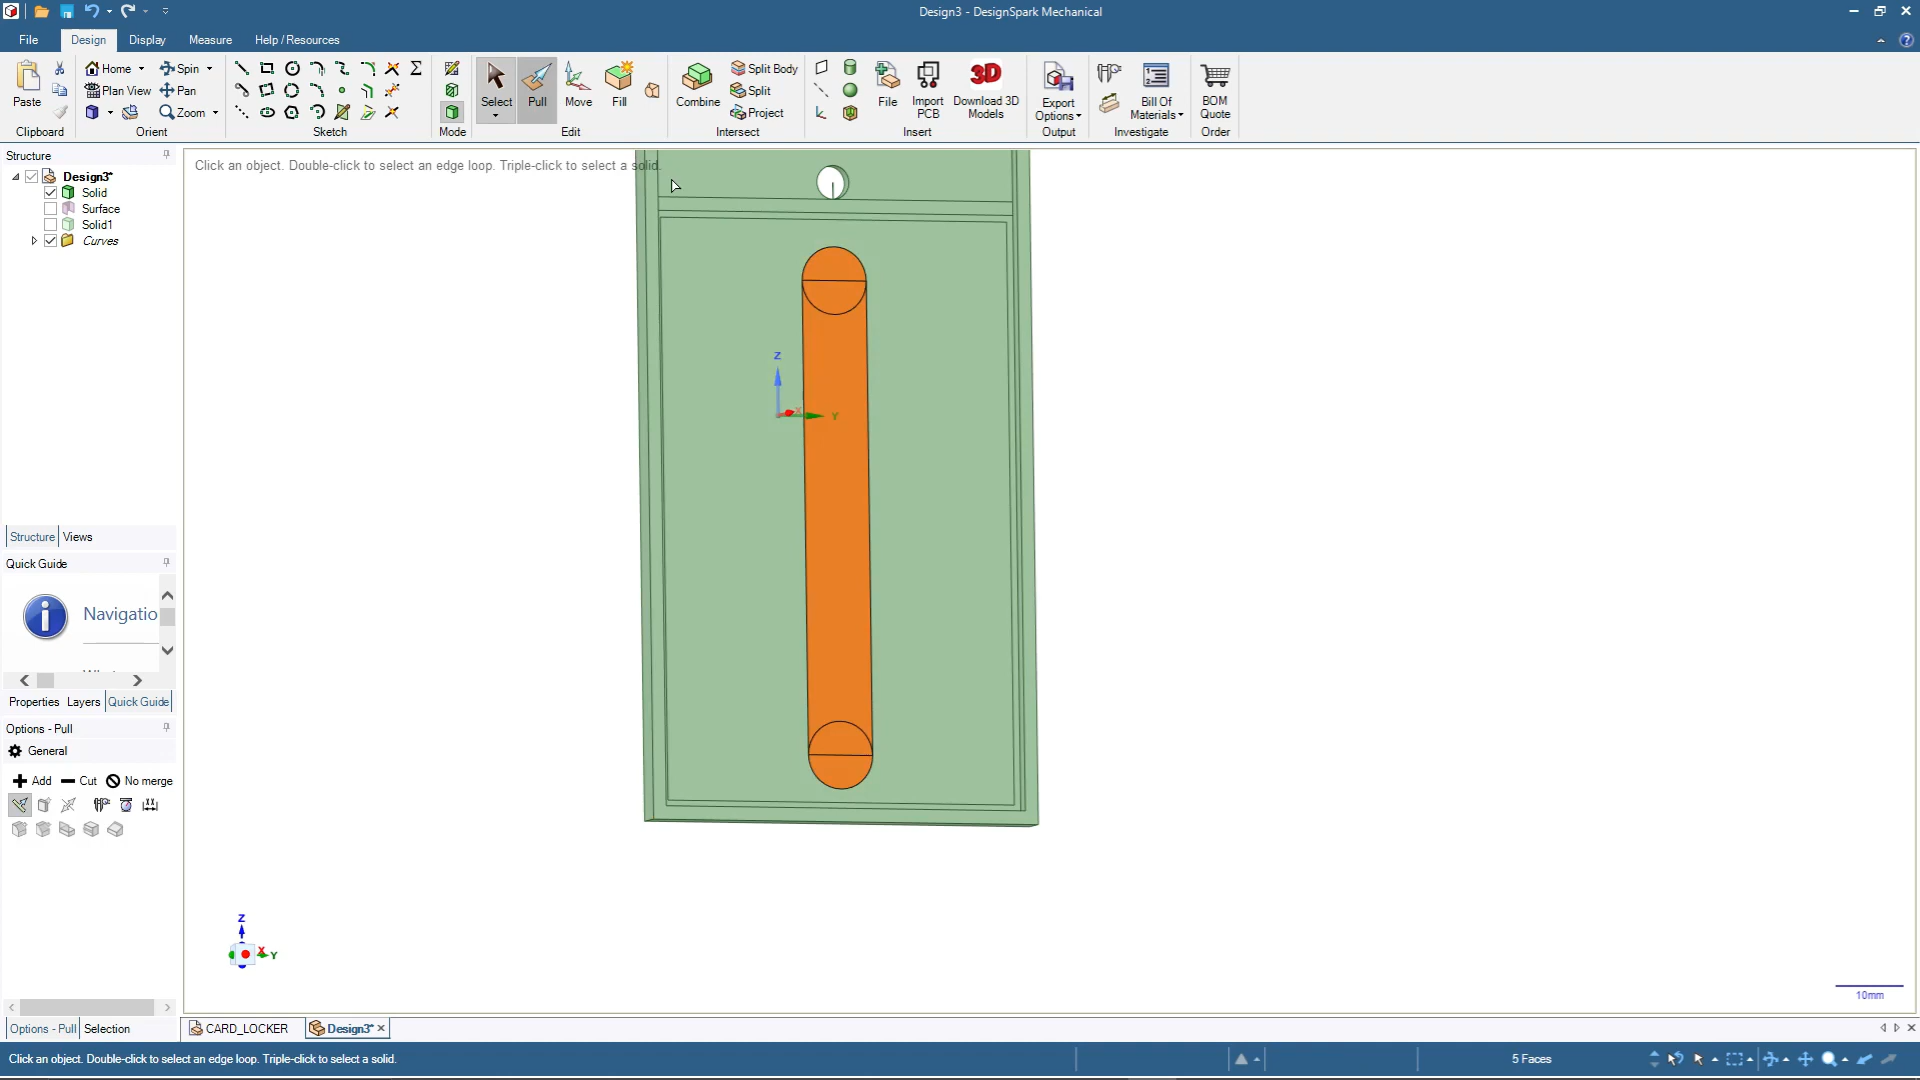 Design3 - DesignSpark Mechanical
File Design Display Measure Help / Resources
Paste
Clipboard
Home Spin
Plan View Pan
Zoom
Orient
Sketch
Mode
Select Pull Move Fill
Edit
Combine
Split Body
Split
Project
Intersect
File
Import PCB
Download 3D Models
3D
Insert
Export Options
Output
Bill Of Materials
Investigate
BOM Quote
Order
Structure
Design3*
Solid
Surface
Solid1
Curves
Structure Views
Quick Guide
Navigatio
Properties Layers Quick Guide
Options - Pull
General
Add Cut No merge
Options - Pull Selection
Click an object. Double-click to select an edge loop. Triple-click to select a solid.
Z
X
Y
Z
X
Y
10mm
CARD_LOCKER Design3*
Click an object. Double-click to select an edge loop. Triple-click to select a solid.
5 Faces